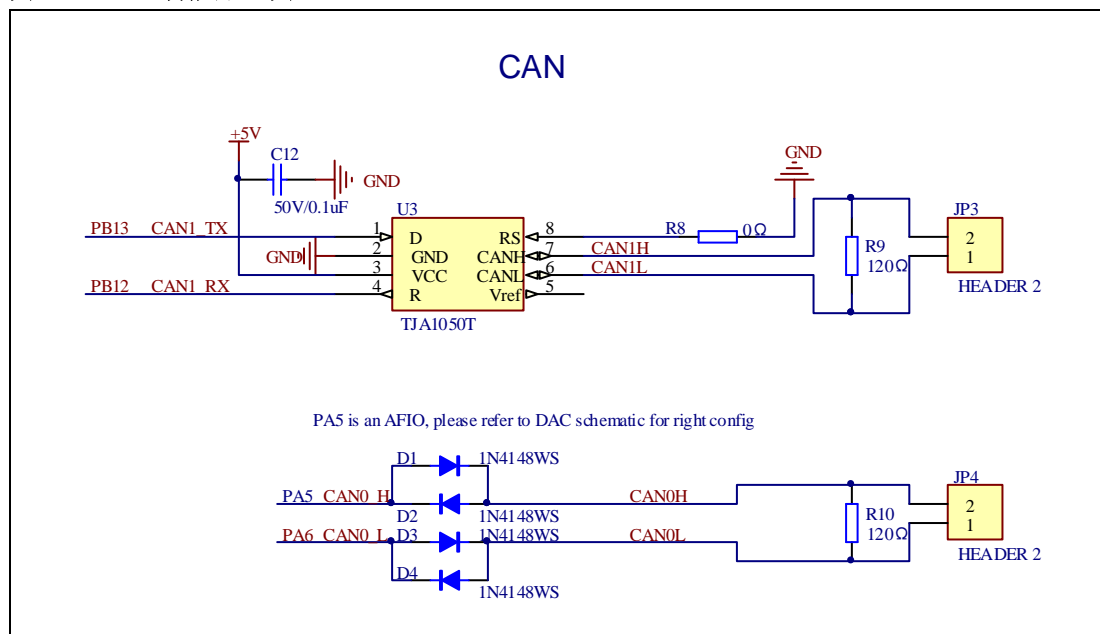 CAN
+5V
C12
GND
GND
50V/0.1uF
U3
JP3
PB13 CAN1_TX
1
D
RS
8
R8
0Ω
2
GND
2
GND
CANH
7
CAN1H
R9
1
3
VCC
CANL
6
CAN1L
120Ω
PB12 CAN1_RX
4
R
Vref
5
HEADER 2
TJA1050T
PA5 is an AFIO, please refer to DAC schematic for right config
D1
1N4148WS
JP4
PA5 CAN0_H
CAN0H
2
D2
1N4148WS
R10
1
PA6 CAN0_L
D3
1N4148WS
CAN0L
120Ω
HEADER 2
D4
1N4148WS